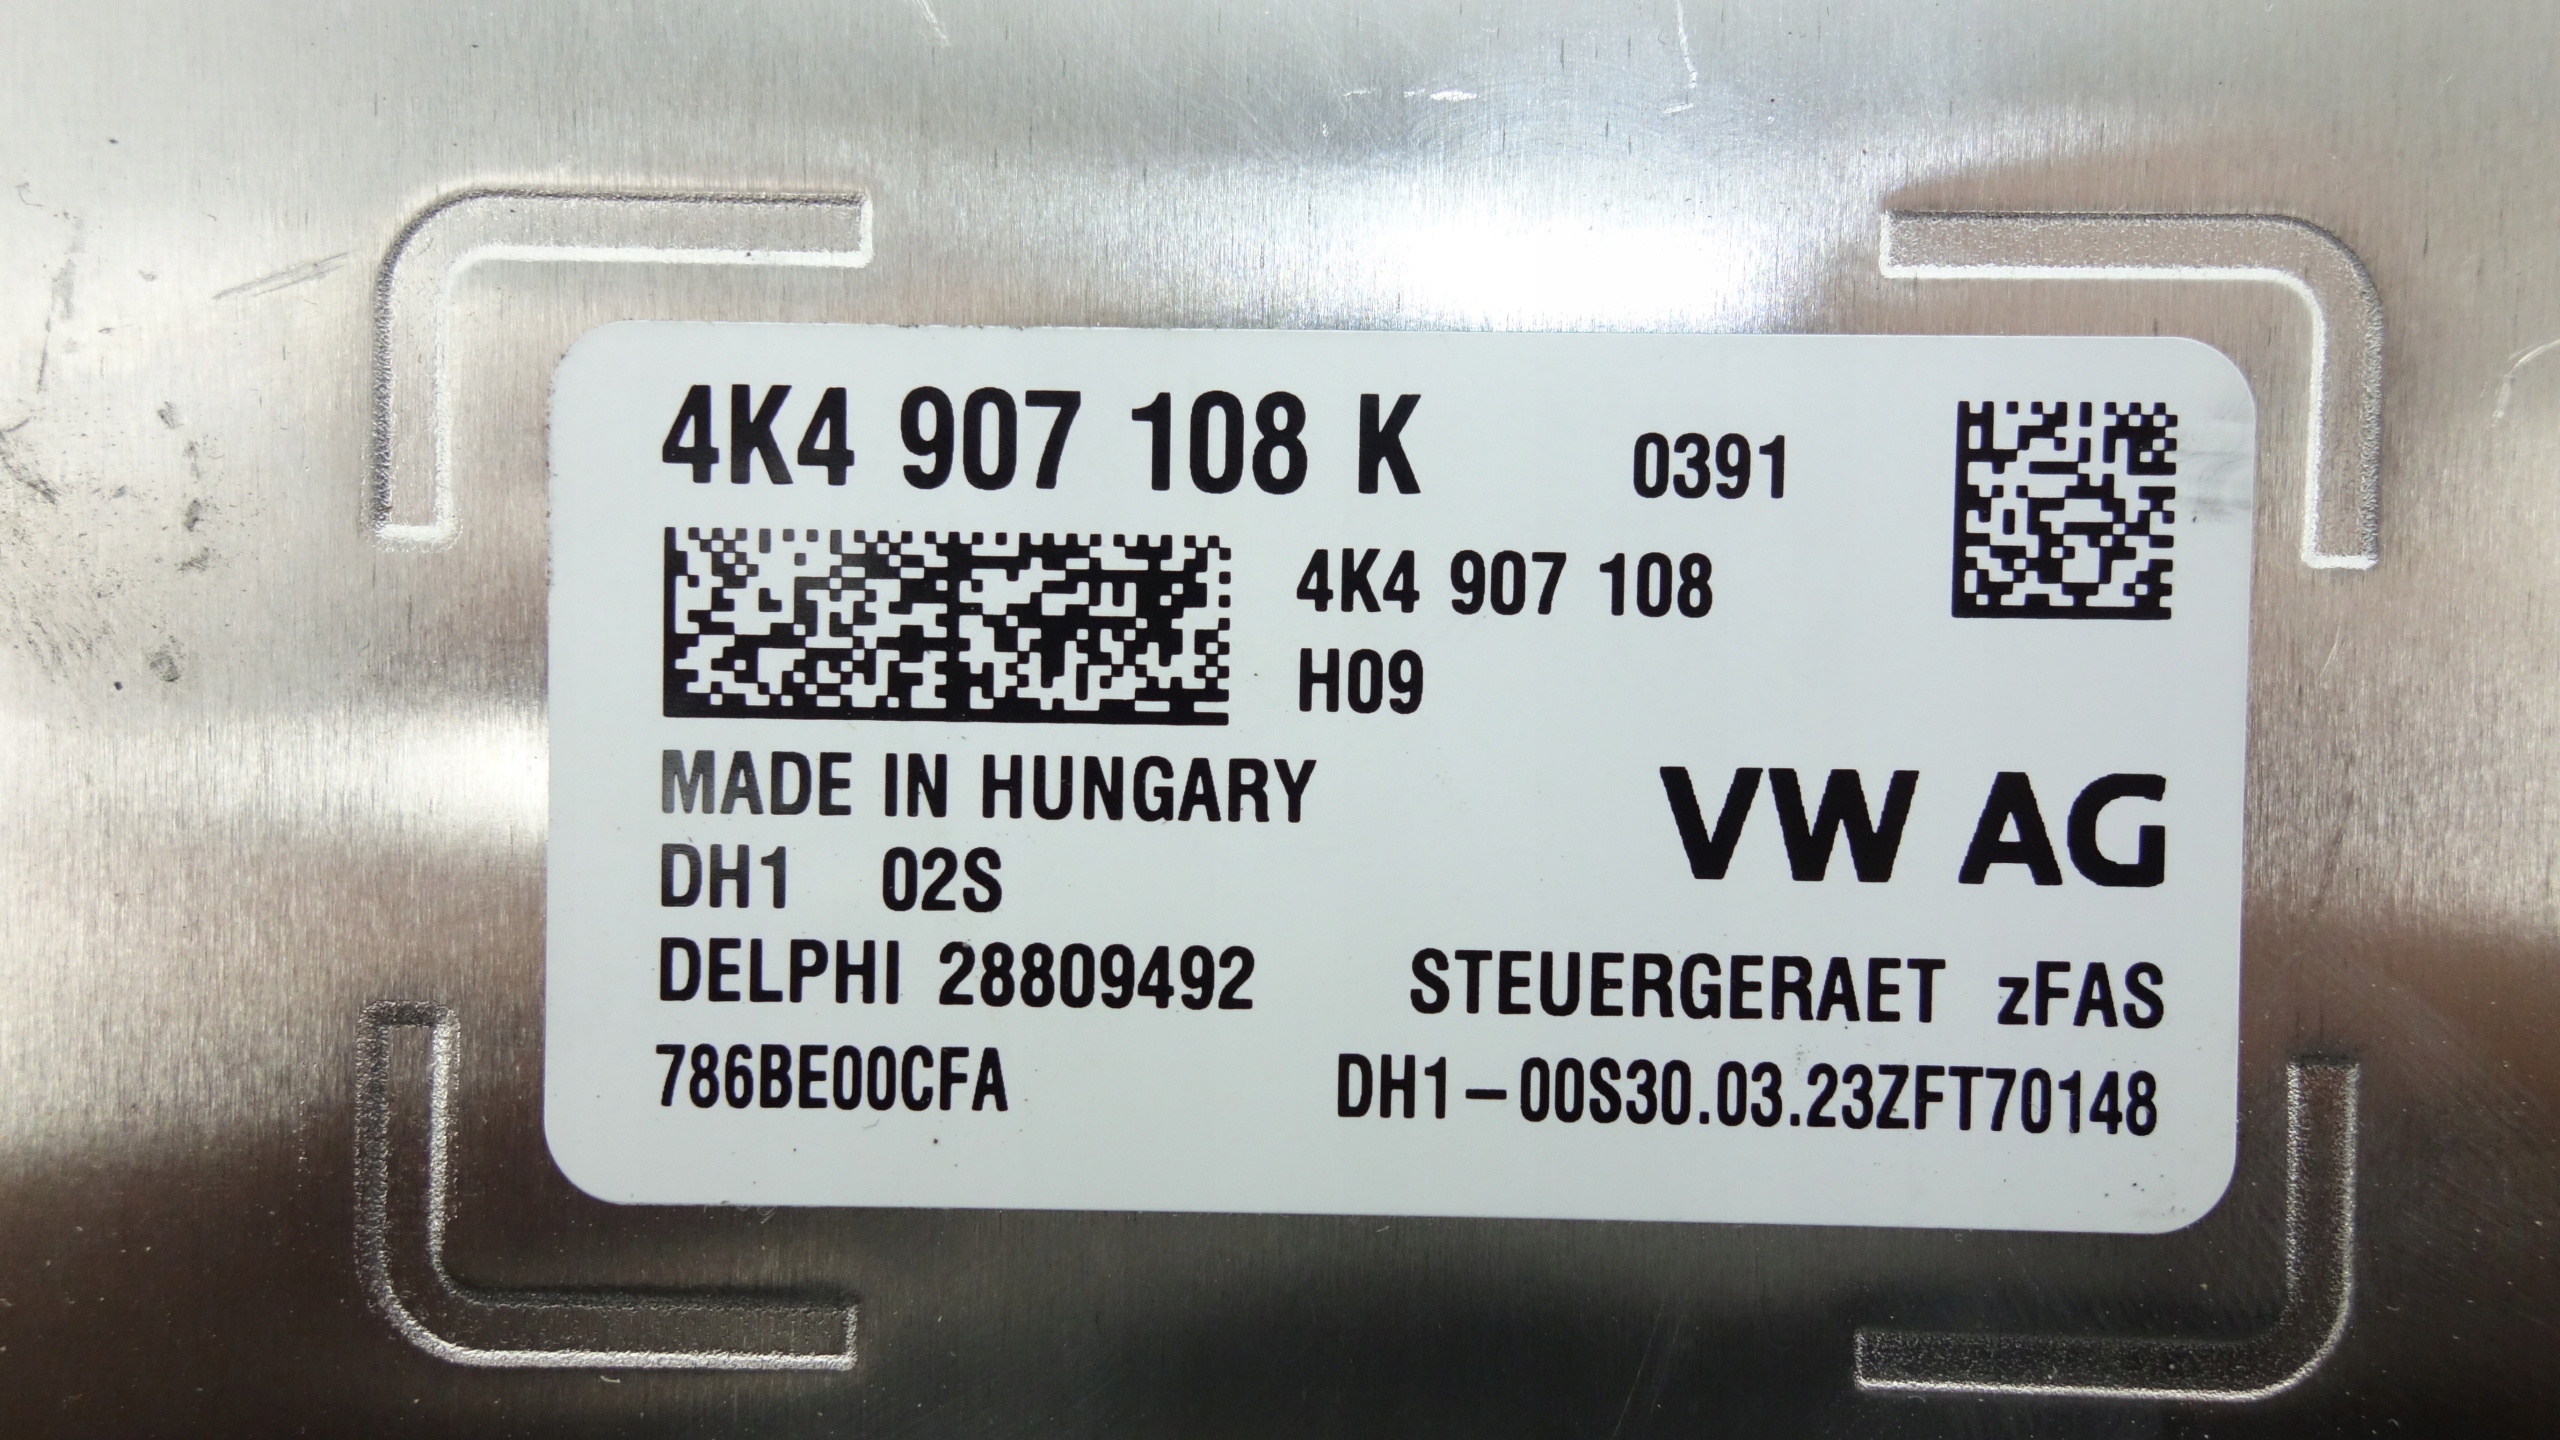 4K4 907 108 K 0391
4K4 907 108
H09
MADE IN HUNGARY
VW AG
DH1 02S
DELPHI 28809492
STEUERGERAET zFAS
786BE00CFA
DH1-00S30.03.23ZFT70148